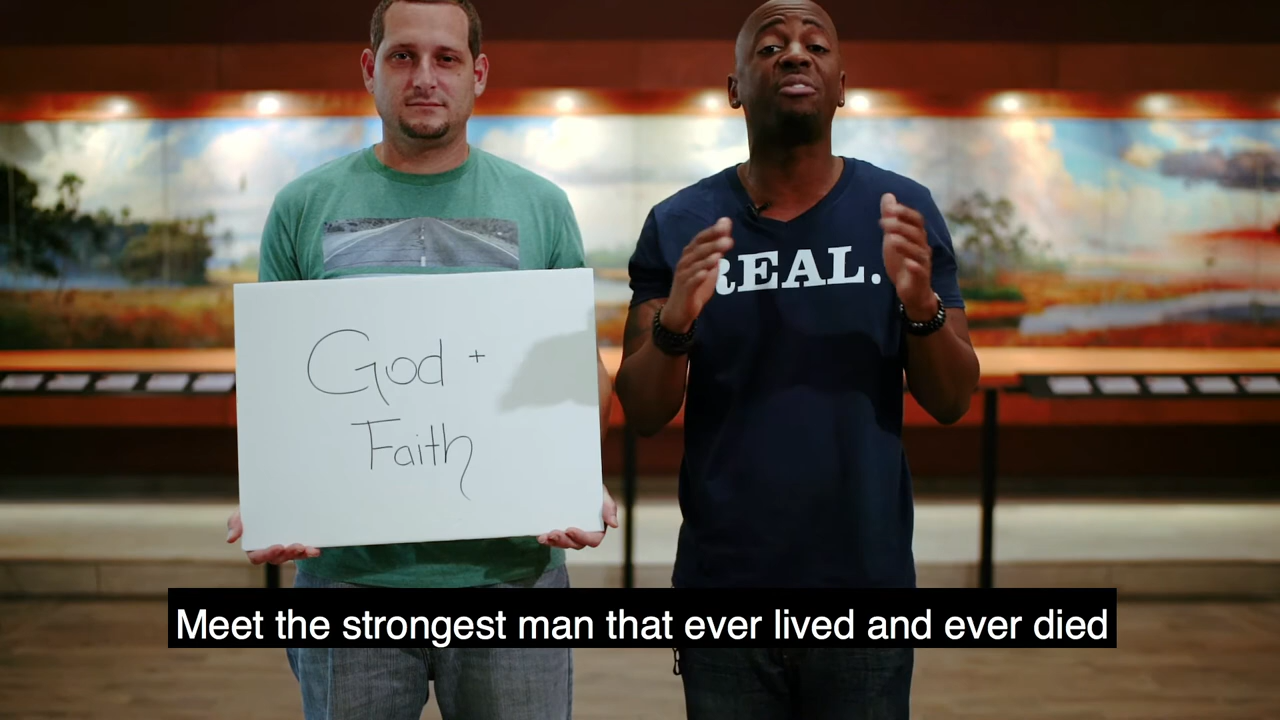 REAL.
God +
Faith
Meet the strongest man that ever lived and ever died